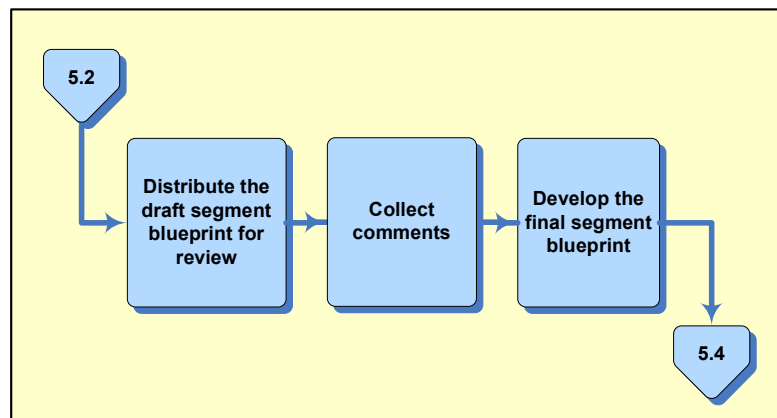 5.2
Distribute the
draft segment
blueprint for
review
Collect
comments
Develop the
final segment
blueprint
5.4